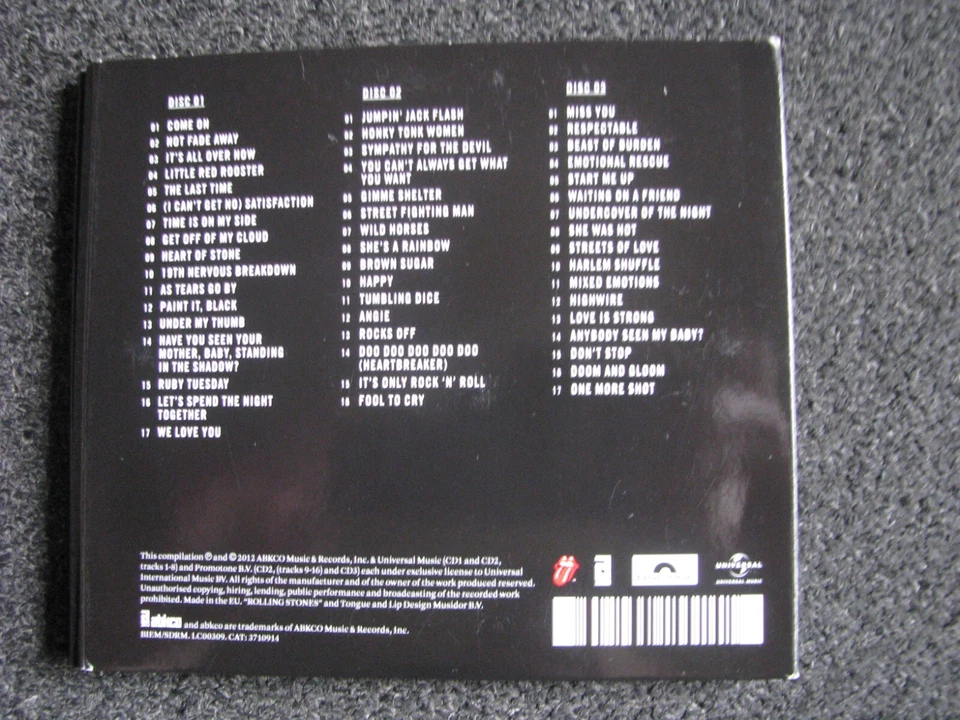 DISC 01
01 COME ON
02 NOT FADE AWAY
03 IT'S ALL OVER NOW
04 LITTLE RED ROOSTER
05 THE LAST TIME
06 (I CAN'T GET NO) SATISFACTION
07 TIME IS ON MY SIDE
08 GET OFF OF MY CLOUD
09 HEART OF STONE
10 19TH NERVOUS BREAKDOWN
11 AS TEARS GO BY
12 PAINT IT, BLACK
13 UNDER MY THUMB
14 HAVE YOU SEEN YOUR
MOTHER, BABY, STANDING
IN THE SHADOW?
15 RUBY TUESDAY
16 LET'S SPEND THE NIGHT
TOGETHER
17 WE LOVE YOU
DISC 02
01 JUMPIN' JACK FLASH
02 HONKY TONK WOMEN
03 SYMPATHY FOR THE DEVIL
04 YOU CAN'T ALWAYS GET WHAT
YOU WANT
05 GIMME SHELTER
06 STREET FIGHTING MAN
07 WILD HORSES
08 SHE'S A RAINBOW
09 BROWN SUGAR
10 HAPPY
11 TUMBLING DICE
12 ANGIE
13 ROCKS OFF
14 DOO DOO DOO DOO DOO
(HEARTBREAKER)
15 IT'S ONLY ROCK 'N' ROLL
16 FOOL TO CRY
DISC 03
01 MISS YOU
02 RESPECTABLE
03 BEAST OF BURDEN
04 EMOTIONAL RESCUE
05 START ME UP
06 WAITING ON A FRIEND
07 UNDERCOVER OF THE NIGHT
08 SHE WAS HOT
09 STREETS OF LOVE
10 HARLEM SHUFFLE
11 MIXED EMOTIONS
12 HIGHWIRE
13 LOVE IS STRONG
14 ANYBODY SEEN MY BABY?
15 DON'T STOP
16 DOOM AND GLOOM
17 ONE MORE SHOT
This compilation ℗ and © 2012 ABKCO Music & Records, Inc. & Universal Music (CD1 and CD2,
tracks 1-8) and Promotone B.V. (CD2, (tracks 9-16) and CD3) each under exclusive license to Universal
International Music BV. All rights of the manufacturer and of the owner of the work produced reserved.
Unauthorised copying, hiring, lending, public performance and broadcasting of the recorded work
prohibited. Made in the EU. "ROLLING STONES" and Tongue and Lip Design Musidor B.V.
abkco and abkco are trademarks of ABKCO Music & Records, Inc.
BIEM/SDRM. LC00309. CAT: 3710914
UNIVERSAL
UNIVERSAL MUSIC